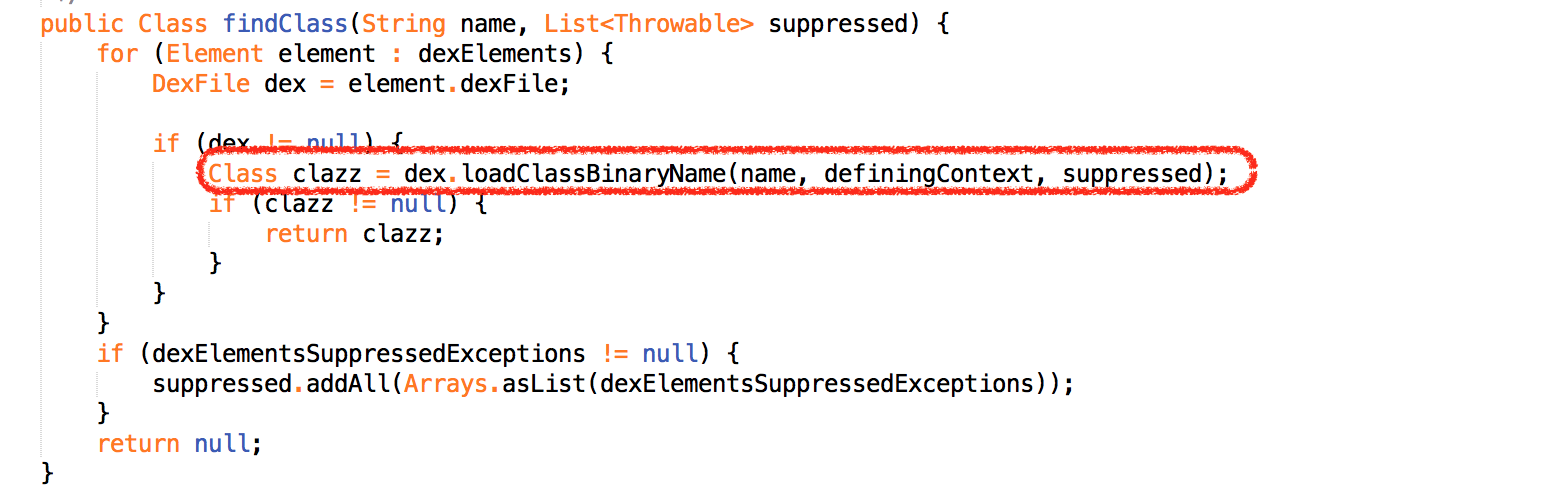 */
public Class findClass(String name, List<Throwable> suppressed) {
for (Element element : dexElements) {
DexFile dex = element.dexFile;
if (dex != null) {
Class clazz = dex.loadClassBinaryName(name, definingContext, suppressed);
if (clazz != null) {
return clazz;
}
}
}
if (dexElementsSuppressedExceptions != null) {
suppressed.addAll(Arrays.asList(dexElementsSuppressedExceptions));
}
return null;
}